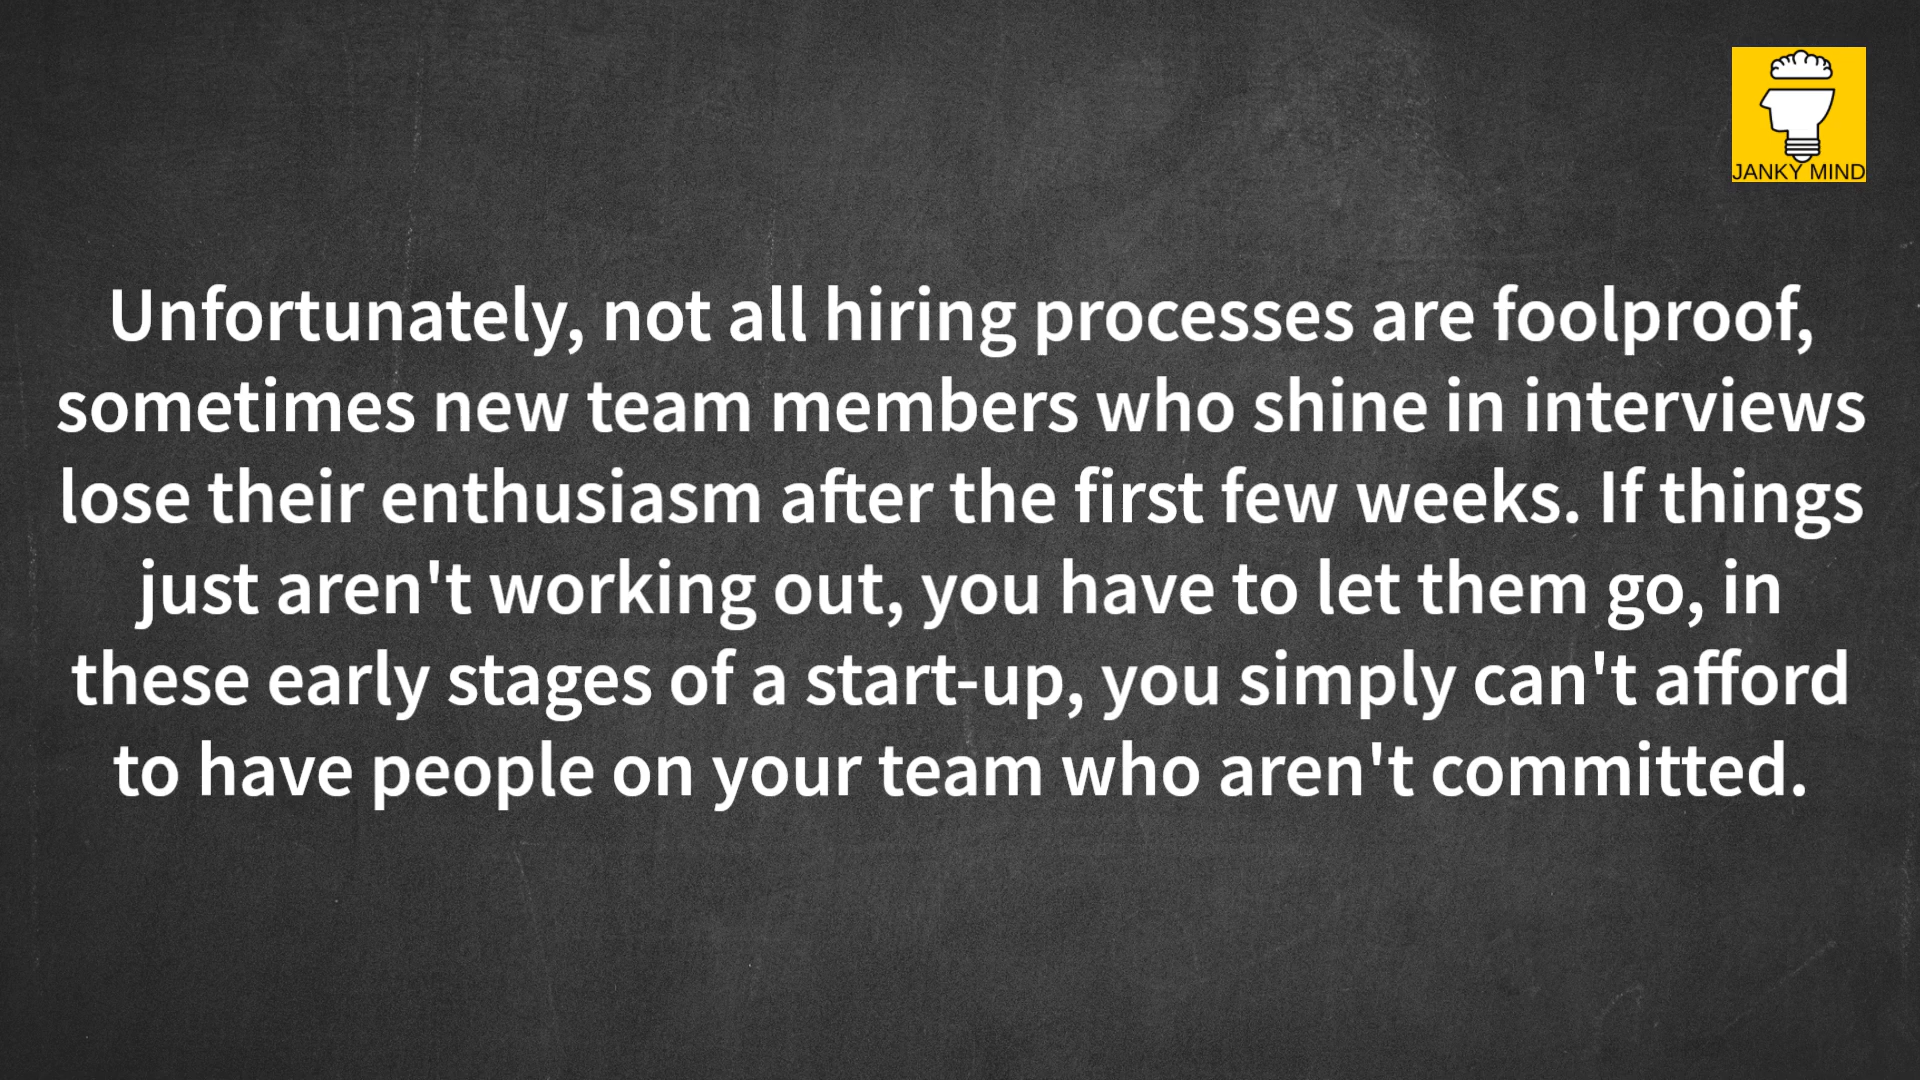 JANKY MIND
Unfortunately, not all hiring processes are foolproof,
sometimes new team members who shine in interviews
lose their enthusiasm after the first few weeks. If things
just aren't working out, you have to let them go, in
these early stages of a start-up, you simply can't afford
to have people on your team who aren't committed.